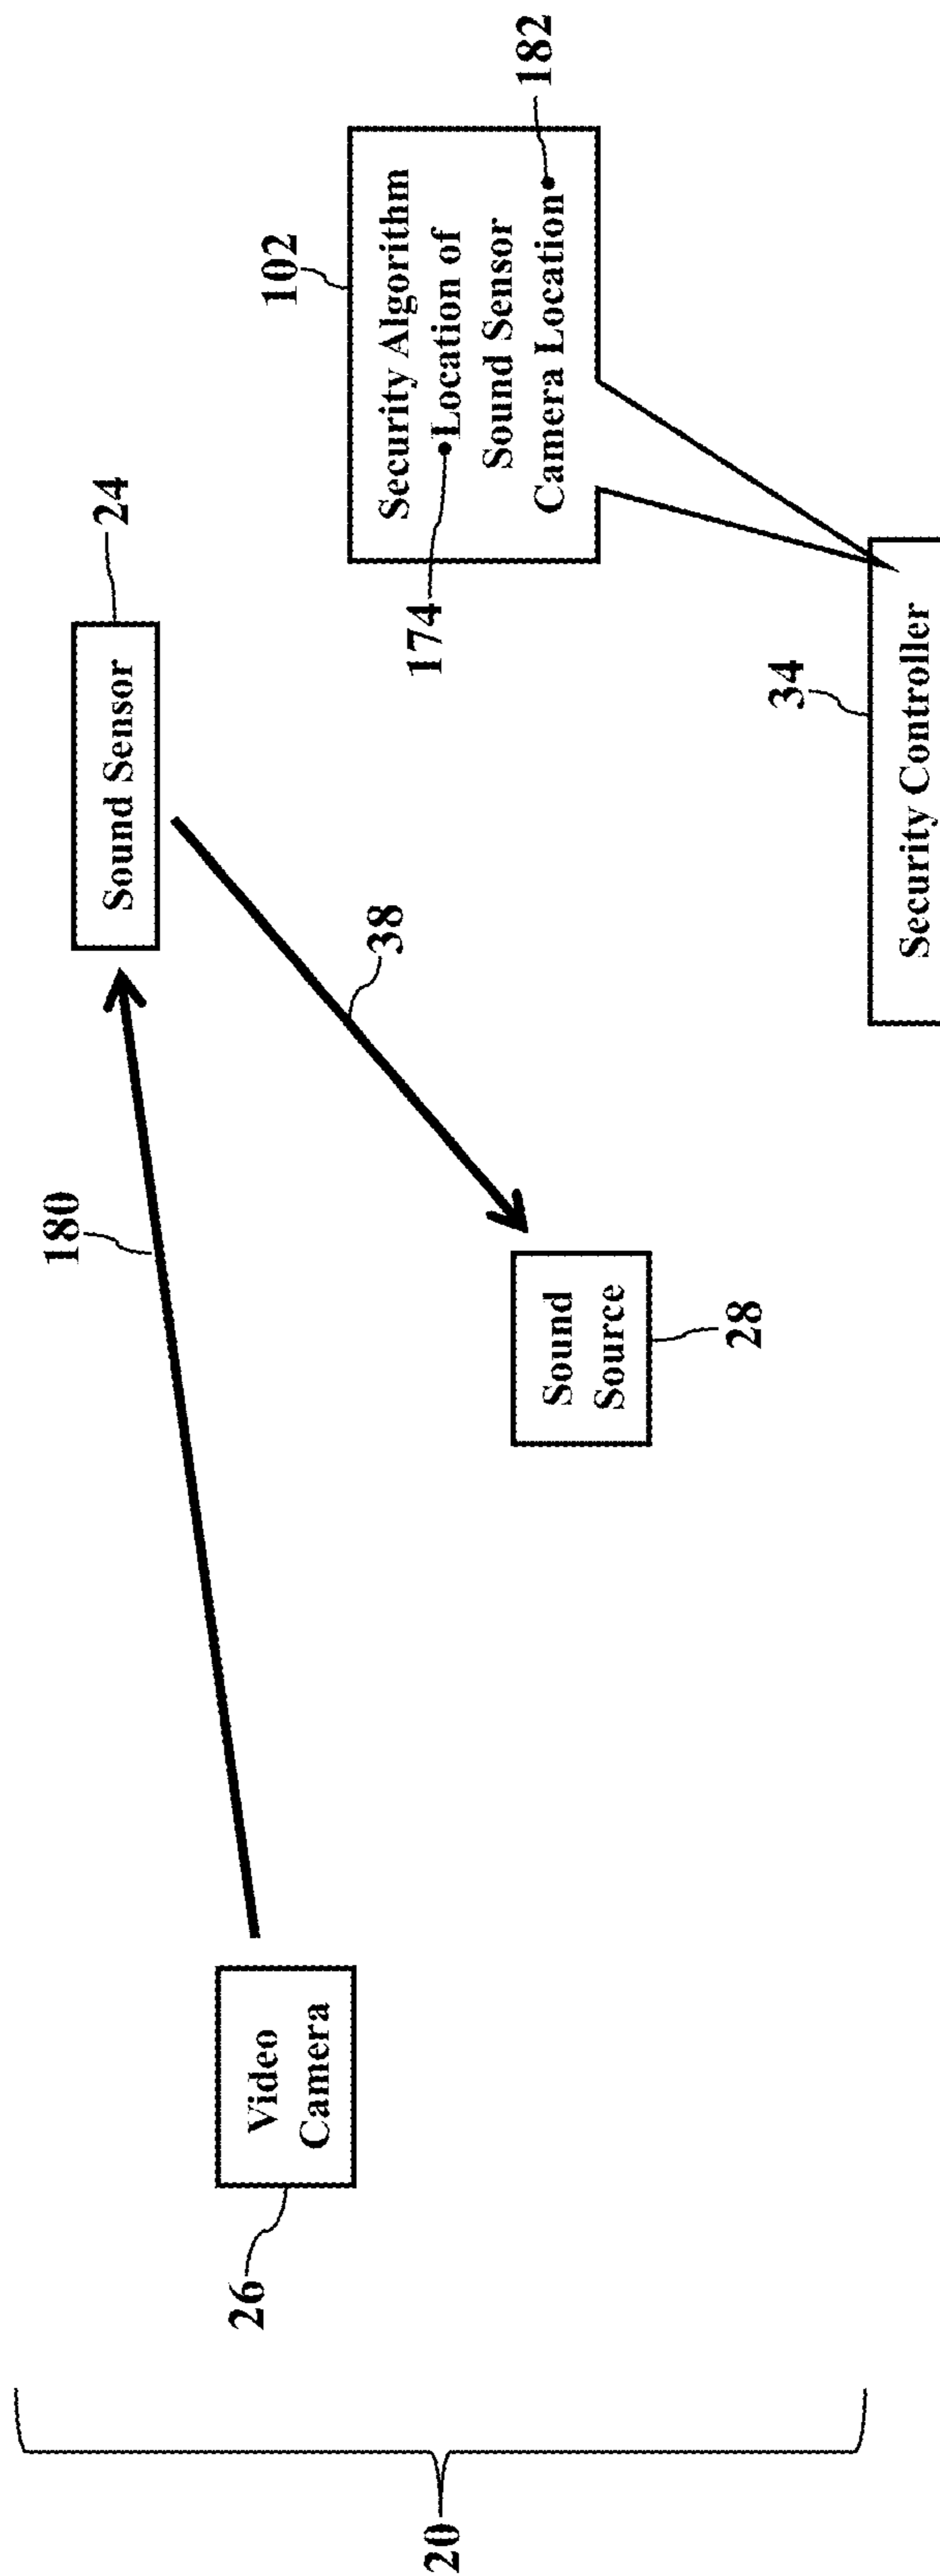 180
24
Sound Sensor
26
Video
Camera
38
102
Security Algorithm
174
Location of
Sound Sensor
Camera Location
182
20
Sound
Source
28
34
Security Controller